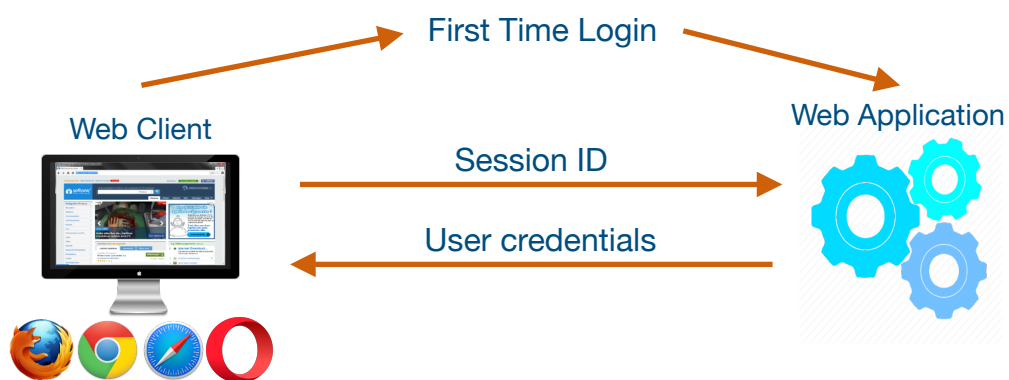 First Time Login
Web Application
Web Client
Session ID
User credentials